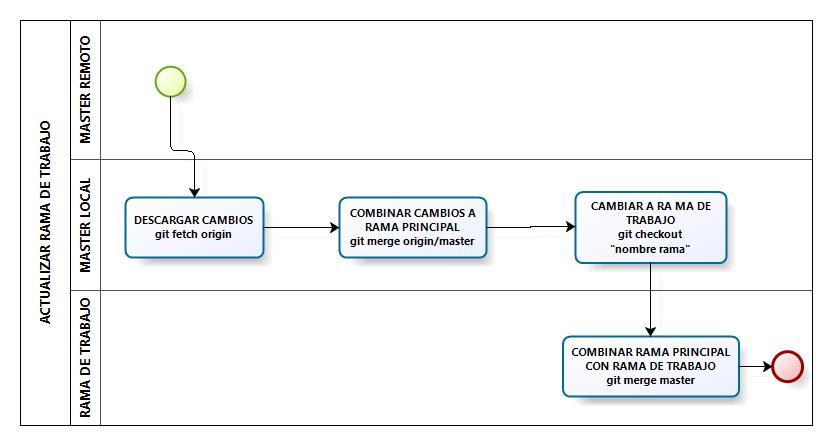 ACTUALIZAR RAMA DE TRABAJO
MASTER REMOTO
MASTER LOCAL
DESCARGAR CAMBIOS
git fetch origin
COMBINAR CAMBIOS A
RAMA PRINCIPAL
git merge origin/master
CAMBIAR A RA MA DE
TRABAJO
git checkout
"nombre rama"
RAMA DE TRABAJO
COMBINAR RAMA PRINCIPAL
CON RAMA DE TRABAJO
git merge master